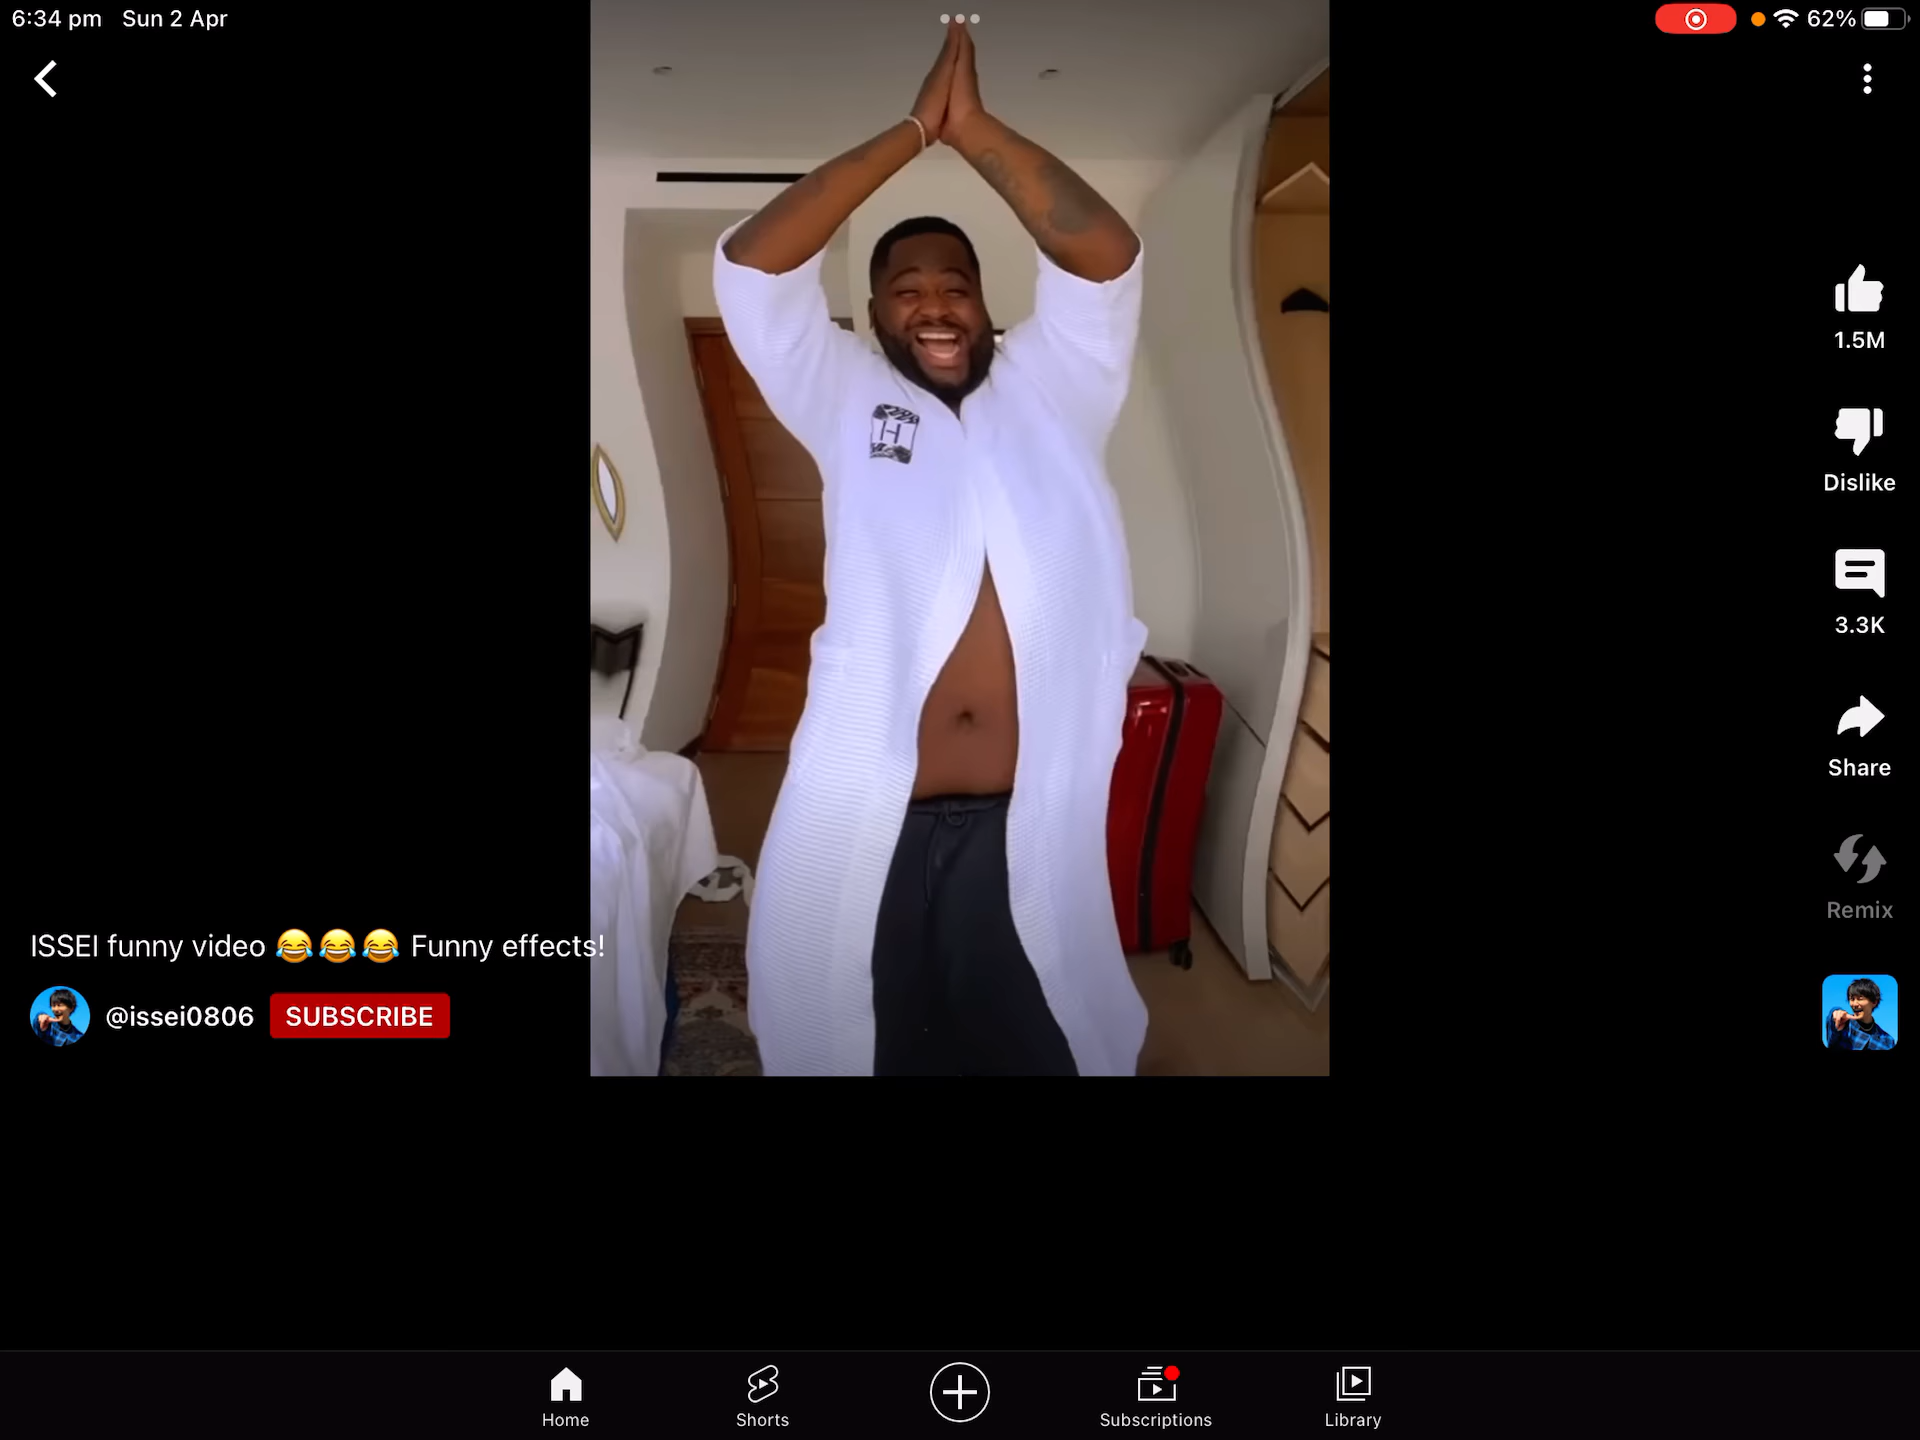 6:34 pm Sun 2 Apr
62%
H
1.5M
Dislike
3.3K
Share
Remix
ISSEI funny video 😂😂😂 Funny effects!
@issei0806 SUBSCRIBE
Home Shorts Subscriptions Library